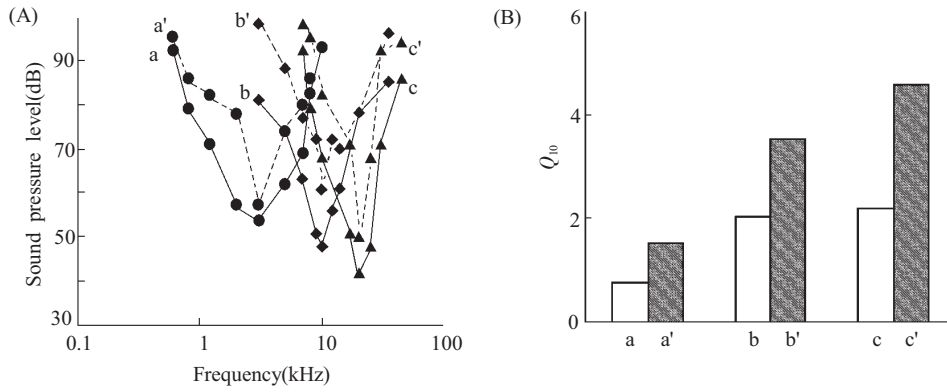 (A)
a'
a
b'
b
c'
c
Sound pressure level(dB)
90
70
50
30
0.1
1
10
100
Frequency(kHz)
(B)
Q10
6
4
2
0
a a' b b' c c'